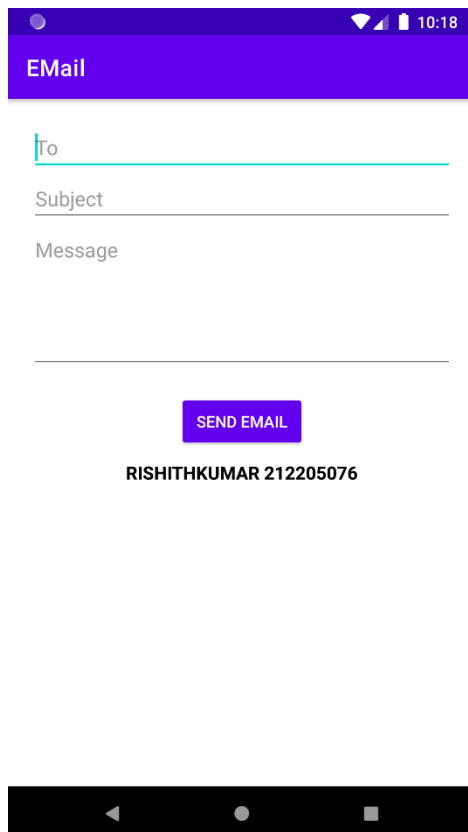 10:18
EMail
To
Subject
Message
SEND EMAIL
RISHITHKUMAR 212205076